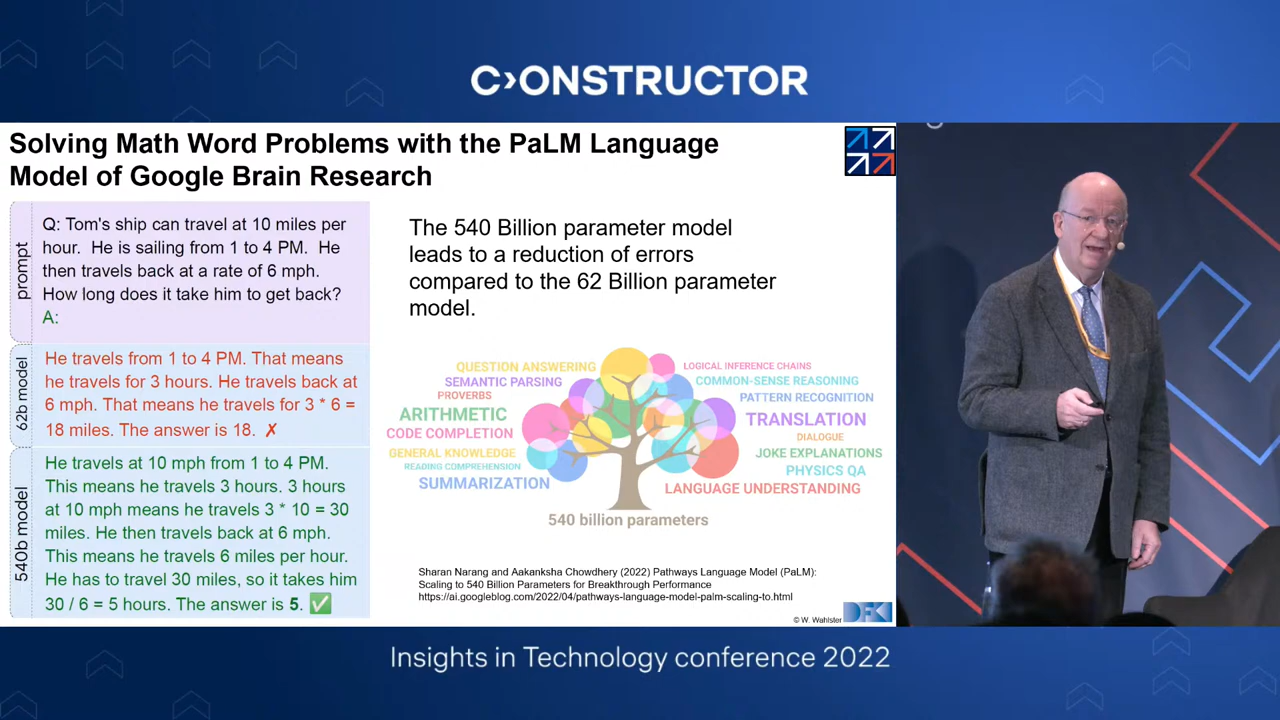 C›ONSTRUCTOR
Solving Math Word Problems with the PaLM Language
Model of Google Brain Research
prompt
Q: Tom's ship can travel at 10 miles per
hour. He is sailing from 1 to 4 PM. He
then travels back at a rate of 6 mph.
How long does it take him to get back?
A:
62b model
He travels from 1 to 4 PM. That means
he travels for 3 hours. He travels back at
6 mph. That means he travels for 3 * 6 =
18 miles. The answer is 18. ✗
540b model
He travels at 10 mph from 1 to 4 PM.
This means he travels 3 hours. 3 hours
at 10 mph means he travels 3 * 10 = 30
miles. He then travels back at 6 mph.
This means he travels 6 miles per hour.
He has to travel 30 miles, so it takes him
30 / 6 = 5 hours. The answer is 5. ✅
The 540 Billion parameter model
leads to a reduction of errors
compared to the 62 Billion parameter
model.
QUESTION ANSWERING
SEMANTIC PARSING
PROVERBS
ARITHMETIC
CODE COMPLETION
GENERAL KNOWLEDGE
READING COMPREHENSION
SUMMARIZATION
LOGICAL INFERENCE CHAINS
COMMON-SENSE REASONING
PATTERN RECOGNITION
TRANSLATION
DIALOGUE
JOKE EXPLANATIONS
PHYSICS QA
LANGUAGE UNDERSTANDING
540 billion parameters
Sharan Narang and Aakanksha Chowdhery (2022) Pathways Language Model (PaLM):
Scaling to 540 Billion Parameters for Breakthrough Performance
https://ai.googleblog.com/2022/04/pathways-language-model-palm-scaling-to.html
© W. Wahlster
DFKI
Insights in Technology conference 2022